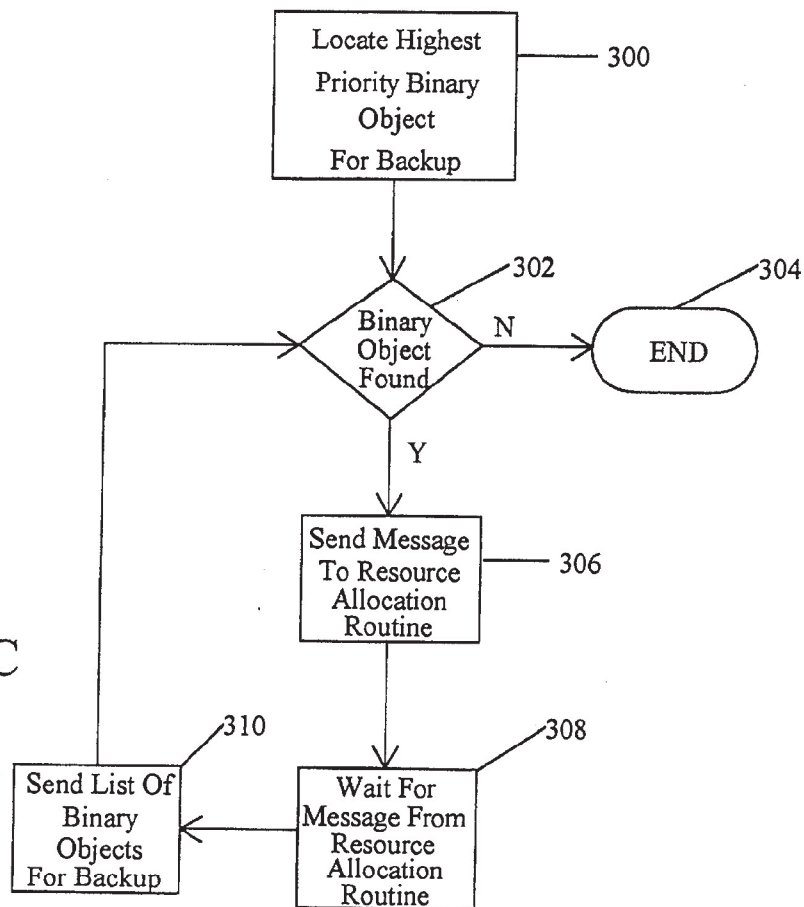 Locate Highest
Priority Binary
Object
For Backup
300
302
304
Binary
Object
Found
N
END
Y
Send Message
To Resource
Allocation
Routine
306
C
310
308
Send List Of
Binary
Objects
For Backup
Wait For
Message From
Resource
Allocation
Routine